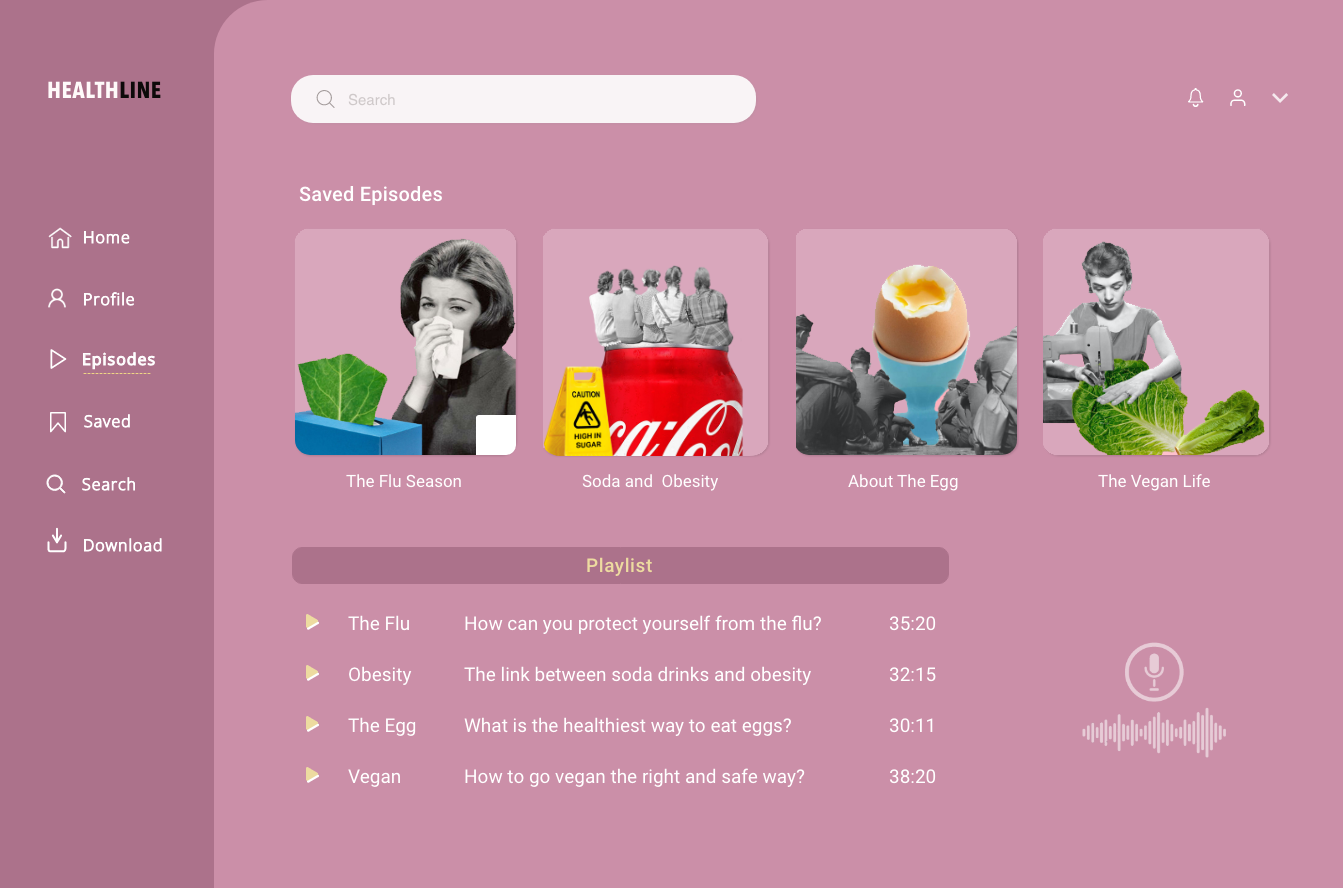 HEALTHLINE
Search
Home
Profile
Episodes
Saved
Search
Download
Saved Episodes
CAUTION
HIGH IN
SUGAR
ca-Col
The Flu Season
Soda and  Obesity
About The Egg
The Vegan Life
Playlist
The Flu How can you protect yourself from the flu? 35:20
Obesity The link between soda drinks and obesity 32:15
The Egg What is the healthiest way to eat eggs? 30:11
Vegan How to go vegan the right and safe way? 38:20